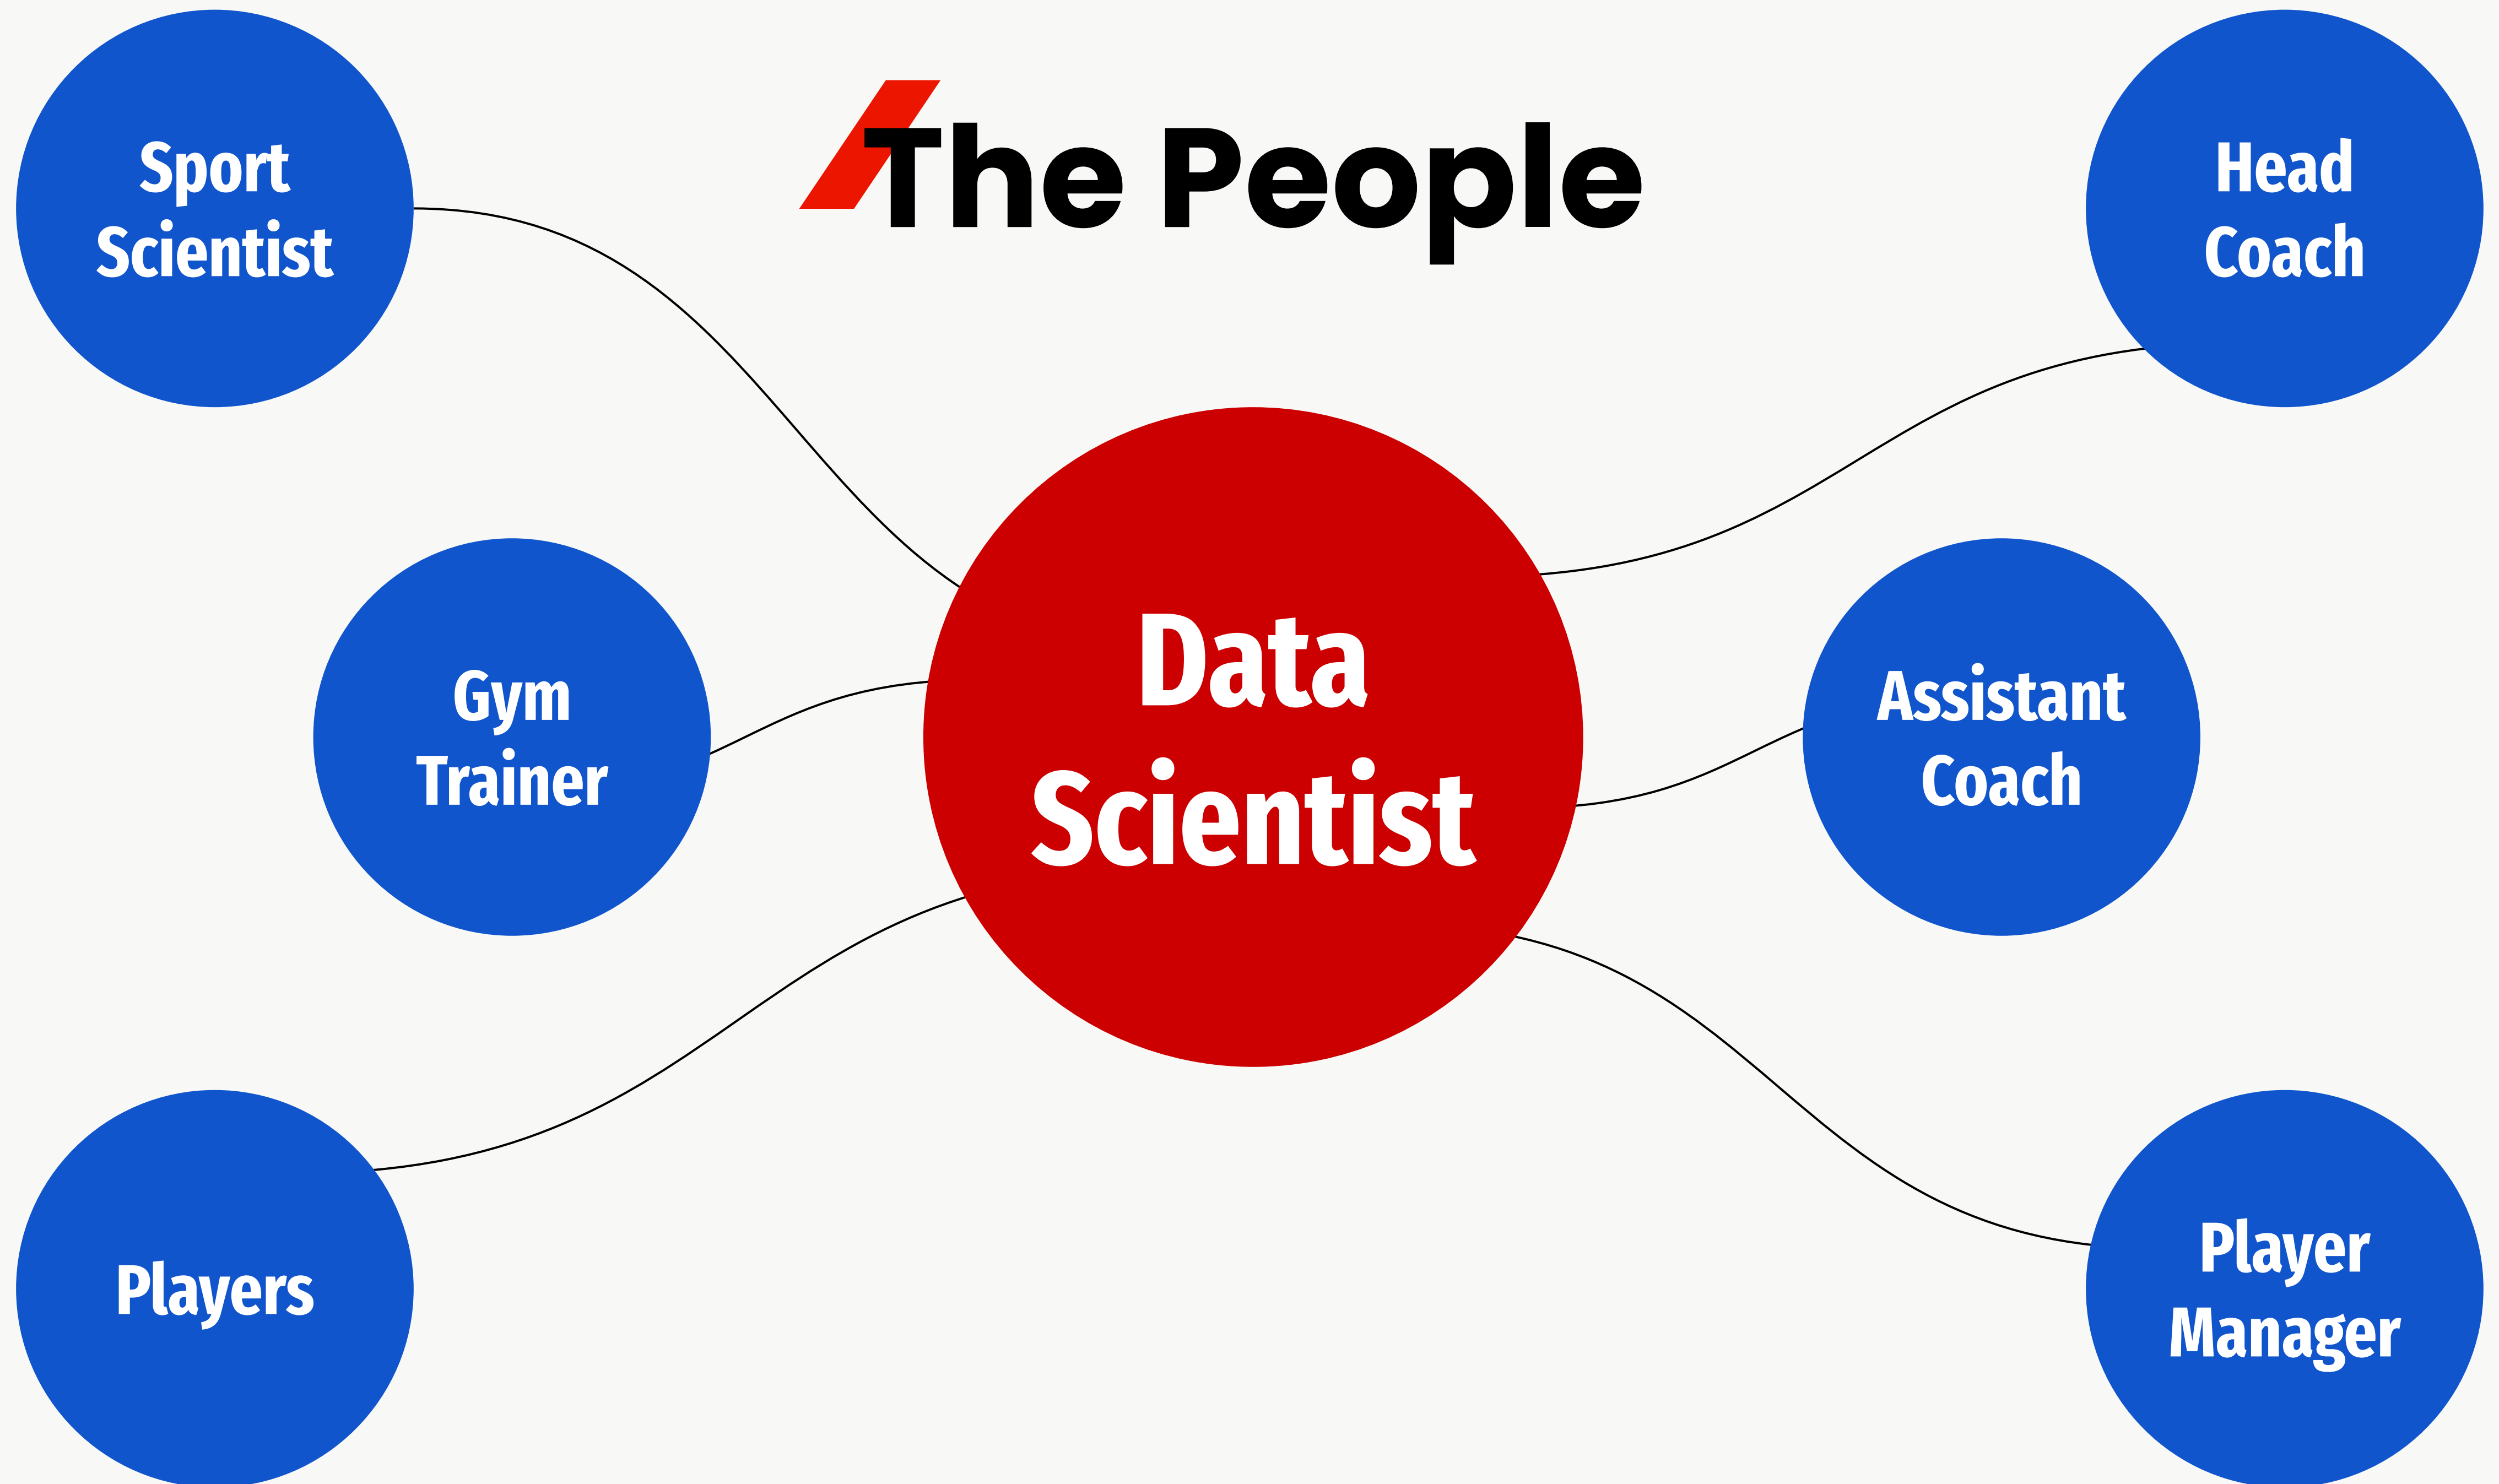 The People
Sport
Scientist
Head
Coach
Data
Scientist
Gym
Trainer
Assistant
Coach
Players
Player
Manager